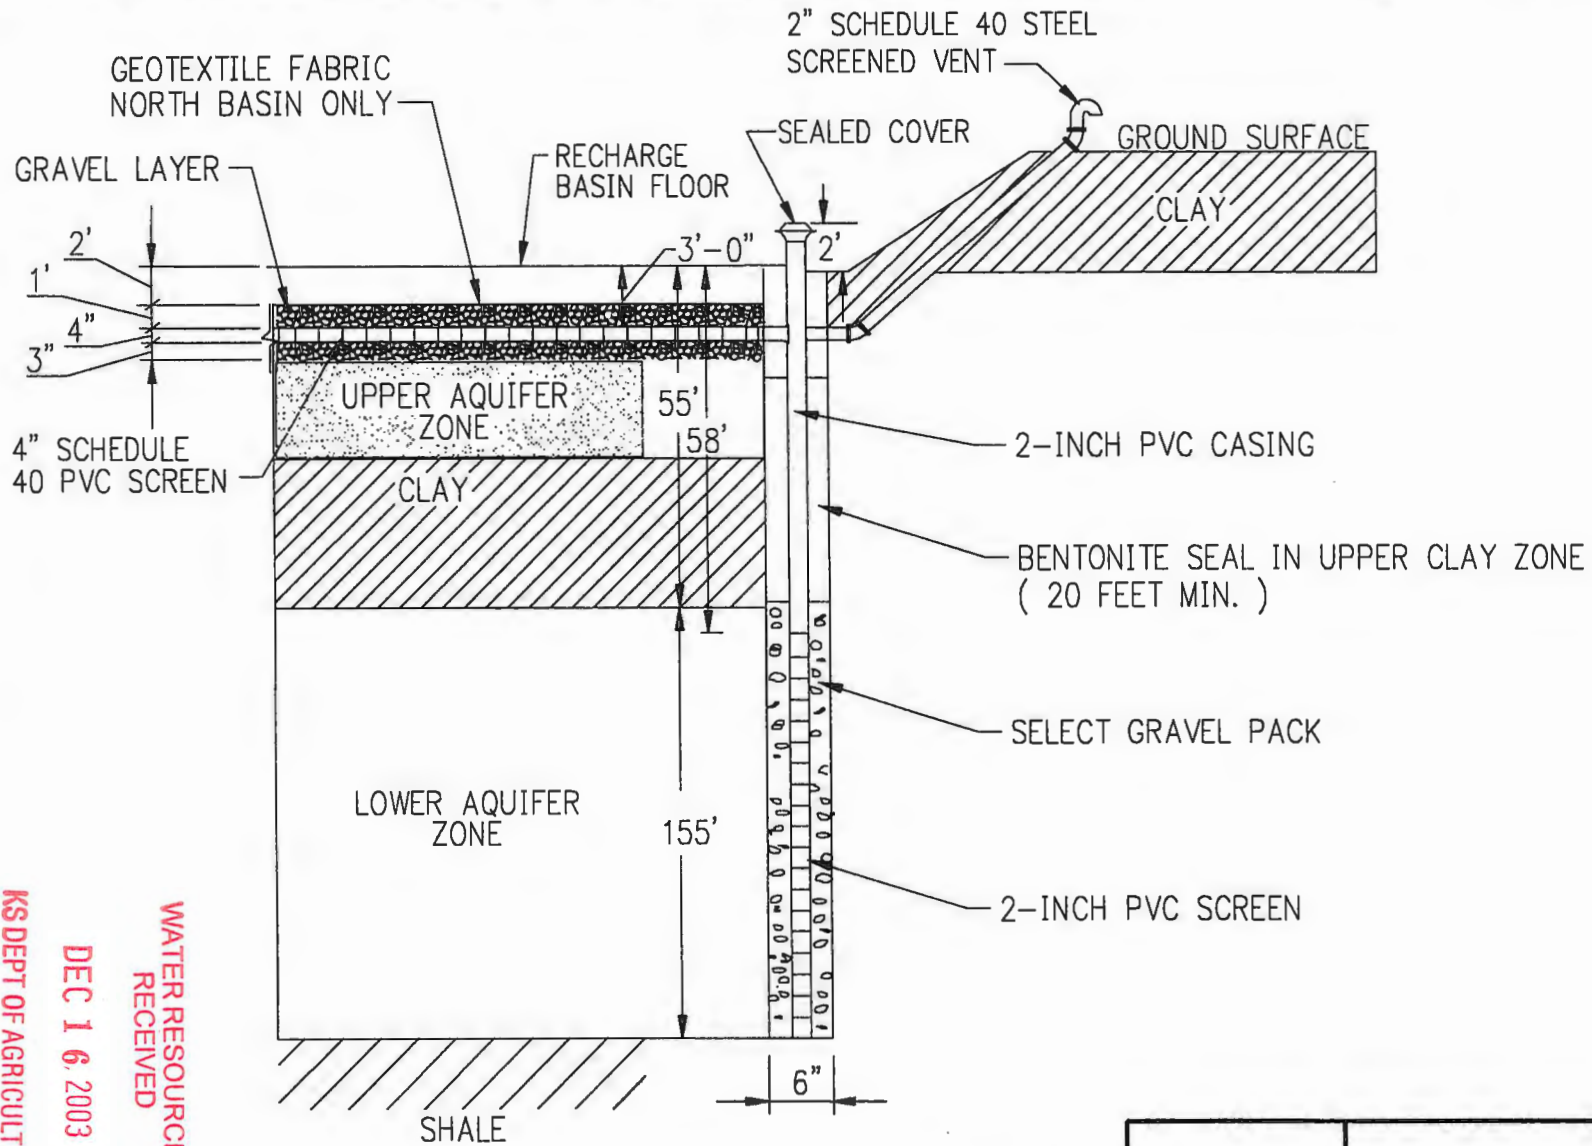 2" SCHEDULE 40 STEEL
SCREENED VENT
GEOTEXTILE FABRIC
NORTH BASIN ONLY
SEALED COVER
GROUND SURFACE
RECHARGE
BASIN FLOOR
GRAVEL LAYER
CLAY
2'
3'-0"
2'
1'
4"
3"
UPPER AQUIFER
ZONE
55'
58'
4" SCHEDULE
40 PVC SCREEN
2-INCH PVC CASING
CLAY
BENTONITE SEAL IN UPPER CLAY ZONE
( 20 FEET MIN. )
SELECT GRAVEL PACK
LOWER AQUIFER
ZONE
155'
2-INCH PVC SCREEN
6"
SHALE
WATER RESOURC
RECEIVED
DEC 1 6, 2003
KS DEPT OF AGRICULT